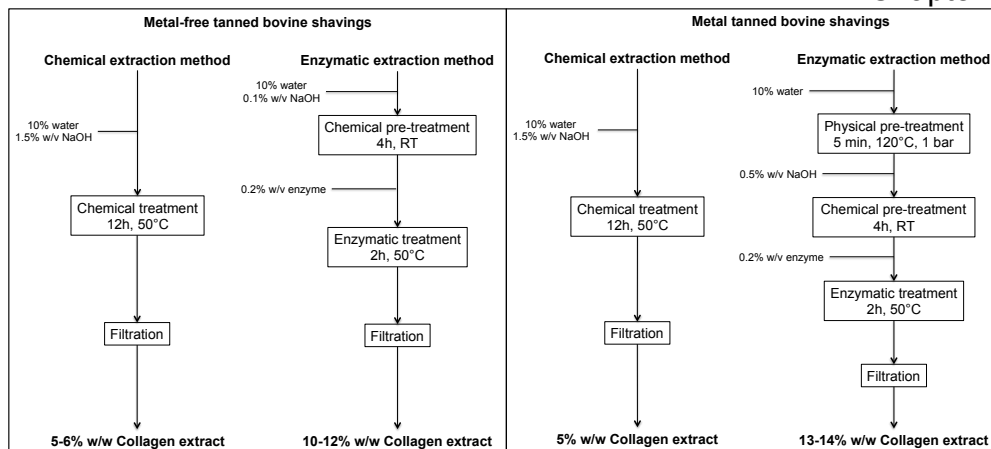 Metal-free tanned bovine shavings
Chemical extraction method
10% water
1.5% w/v NaOH
Chemical treatment
12h, 50°C
Filtration
5-6% w/w Collagen extract
Enzymatic extraction method
10% water
0.1% w/v NaOH
Chemical pre-treatment
4h, RT
0.2% w/v enzyme
Enzymatic treatment
2h, 50°C
Filtration
10-12% w/w Collagen extract
Metal tanned bovine shavings
Chemical extraction method
10% water
1.5% w/v NaOH
Chemical treatment
12h, 50°C
Filtration
5% w/w Collagen extract
Enzymatic extraction method
10% water
Physical pre-treatment
5 min, 120°C, 1 bar
0.5% w/v NaOH
Chemical pre-treatment
4h, RT
0.2% w/v enzyme
Enzymatic treatment
2h, 50°C
Filtration
13-14% w/w Collagen extract